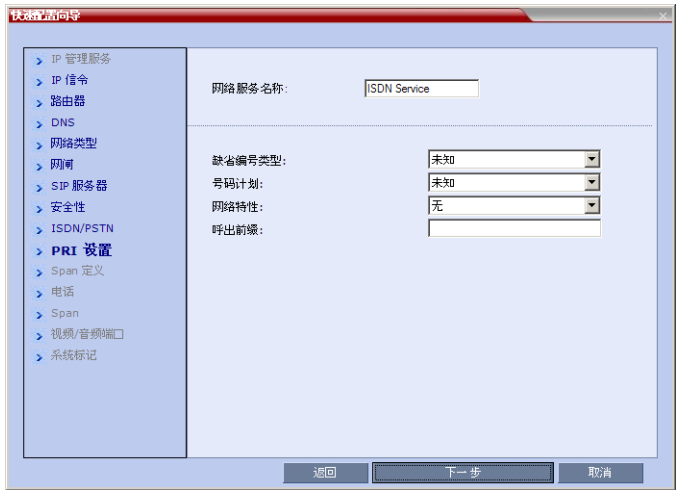 快速配置向导
IP 管理服务
IP 信令
路由器
DNS
网络类型
网闸
SIP 服务器
安全性
ISDN/PSTN
PRI 设置
Span 定义
电话
Span
视频/音频端口
系统标记
网络服务名称: ISDN Service
缺省编号类型: 未知
号码计划: 未知
网络特性: 无
呼出前缀:
返回 下一步 取消